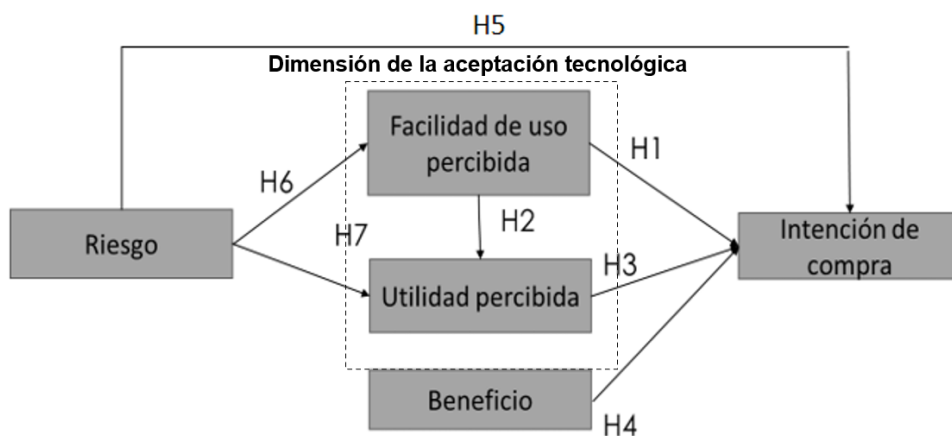 H5
Dimensión de la aceptación tecnológica
Facilidad de uso
percibida
H1
H6
H2
Riesgo
H7
Intención de
compra
H3
Utilidad percibida
Beneficio
H4